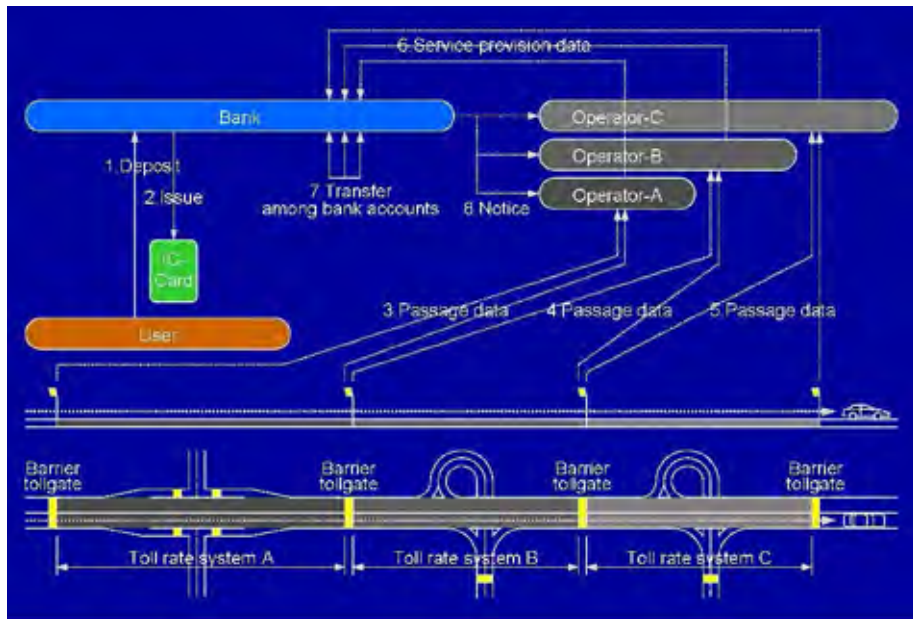 6.Service provision data
Bank
Operator-C
Operator-B
Operator-A
1.Deposit
2.Issue
7.Transfer
among bank accounts
8.Notice
IC-
Card
User
3.Passage data
4.Passage data
5.Passage data
Barrier
tollgate
Barrier
tollgate
Barrier
tollgate
Barrier
tollgate
Toll rate system A
Toll rate system B
Toll rate system C